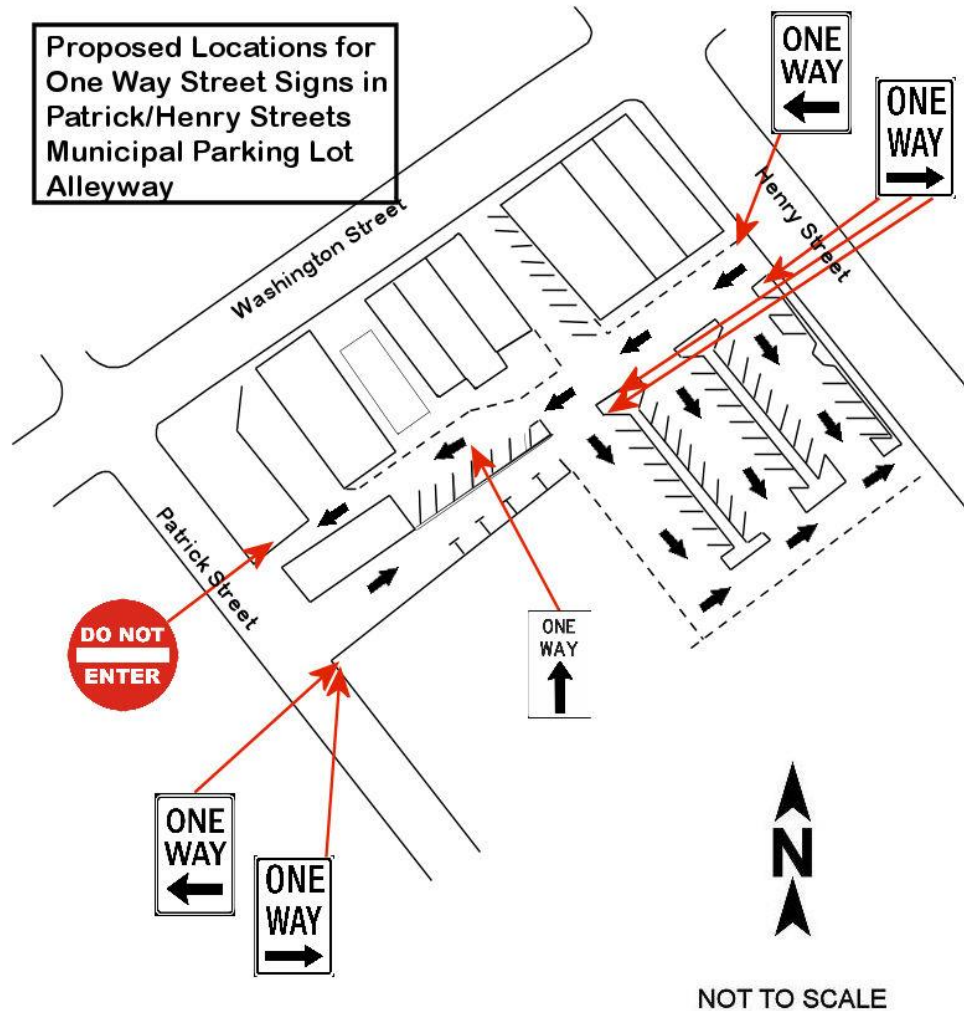 Proposed Locations for
One Way Street Signs in
Patrick/Henry Streets
Municipal Parking Lot
Alleyway
ONE
WAY
ONE
WAY
Washington Street
Henry Street
Patrick Street
DO NOT
ENTER
ONE
WAY
ONE
WAY
ONE
WAY
N
NOT TO SCALE